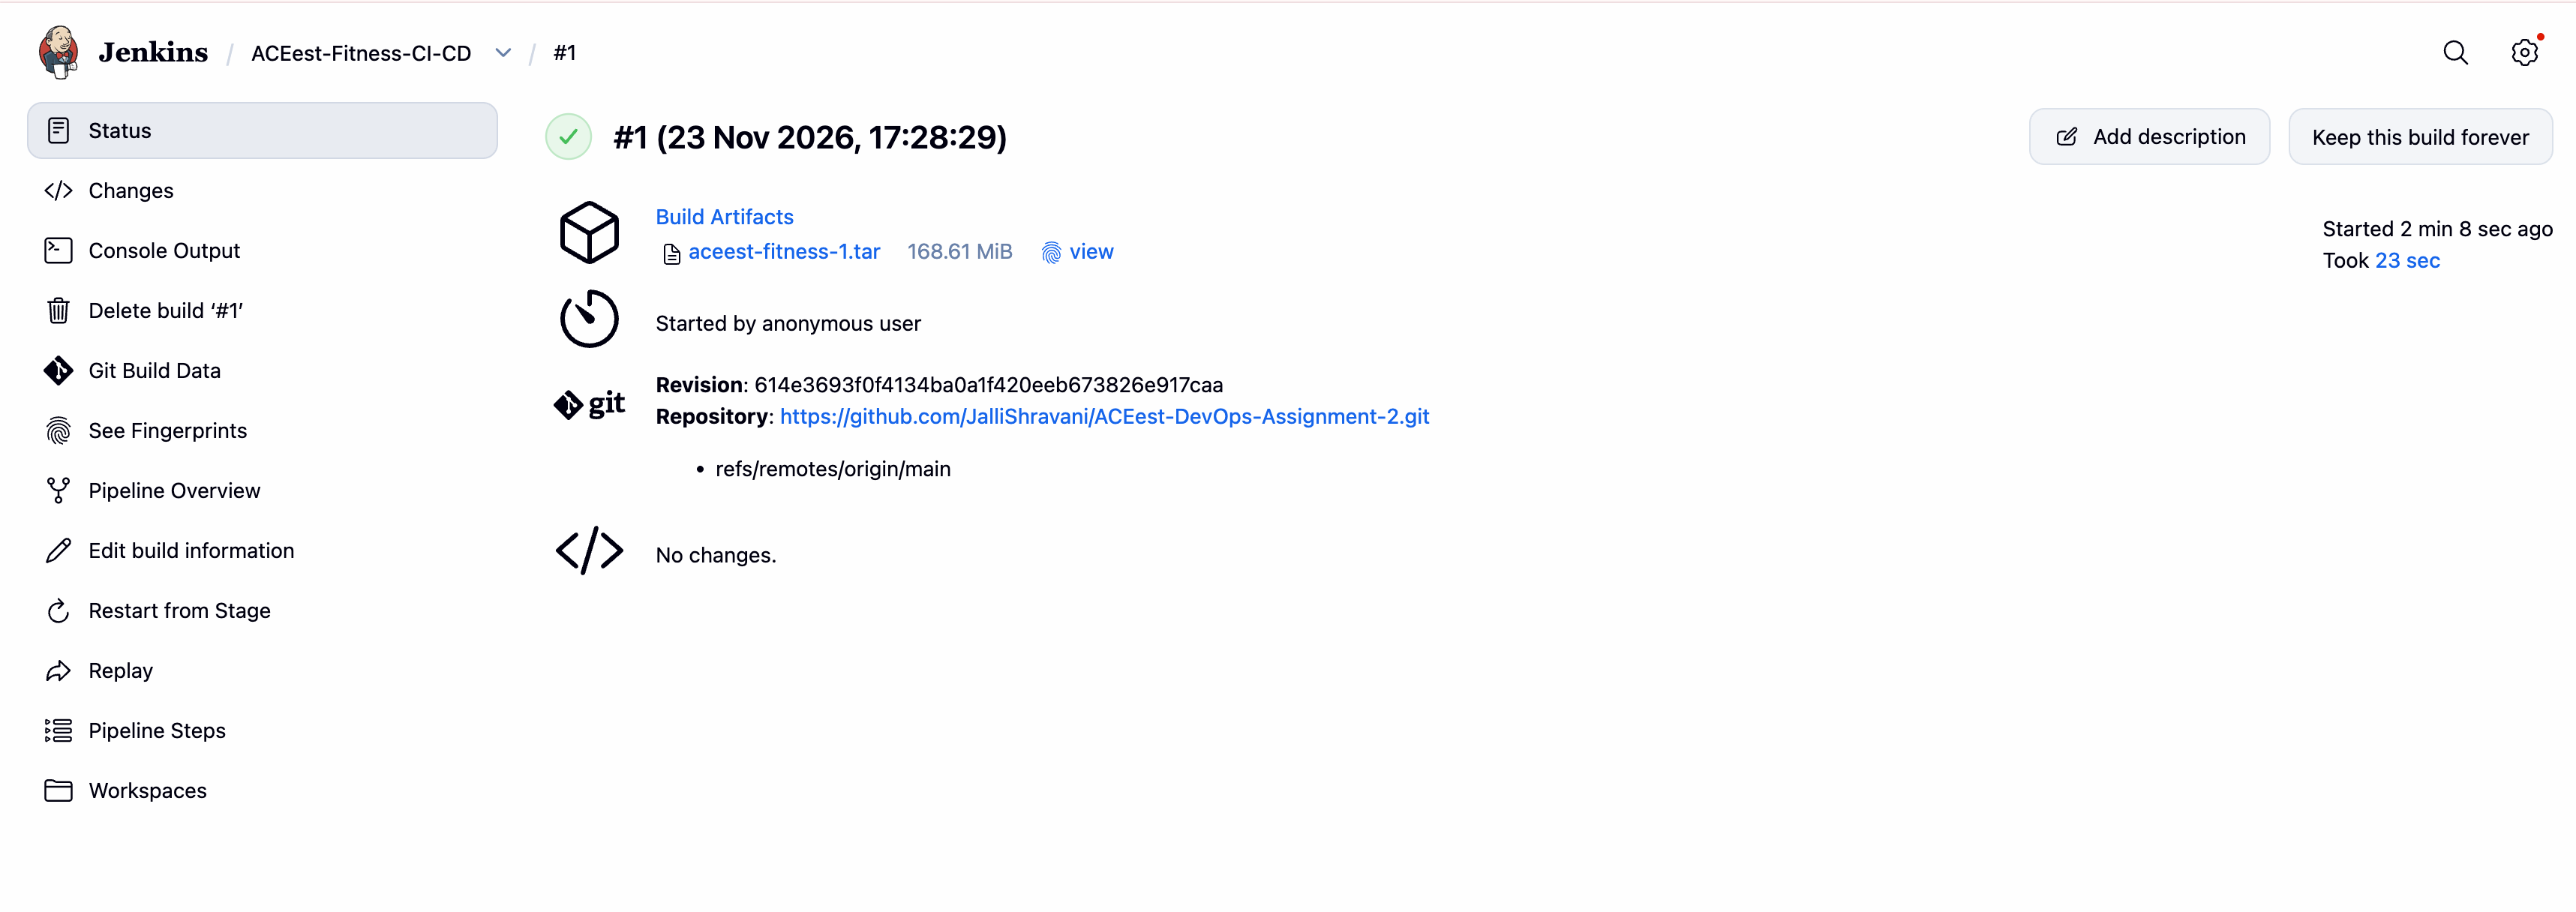 Jenkins / ACEest-Fitness-CI-CD / #1
Status
Changes
Console Output
Delete build ‘#1’
Git Build Data
See Fingerprints
Pipeline Overview
Edit build information
Restart from Stage
Replay
Pipeline Steps
Workspaces
#1 (23 Nov 2026, 17:28:29)
Add description
Keep this build forever
Build Artifacts
aceest-fitness-1.tar 168.61 MiB view
Started 2 min 8 sec ago
Took 23 sec
Started by anonymous user
git
Revision: 614e3693f0f4134ba0a1f420eeb673826e917caa
Repository: https://github.com/JalliShravani/ACEest-DevOps-Assignment-2.git
• refs/remotes/origin/main
No changes.